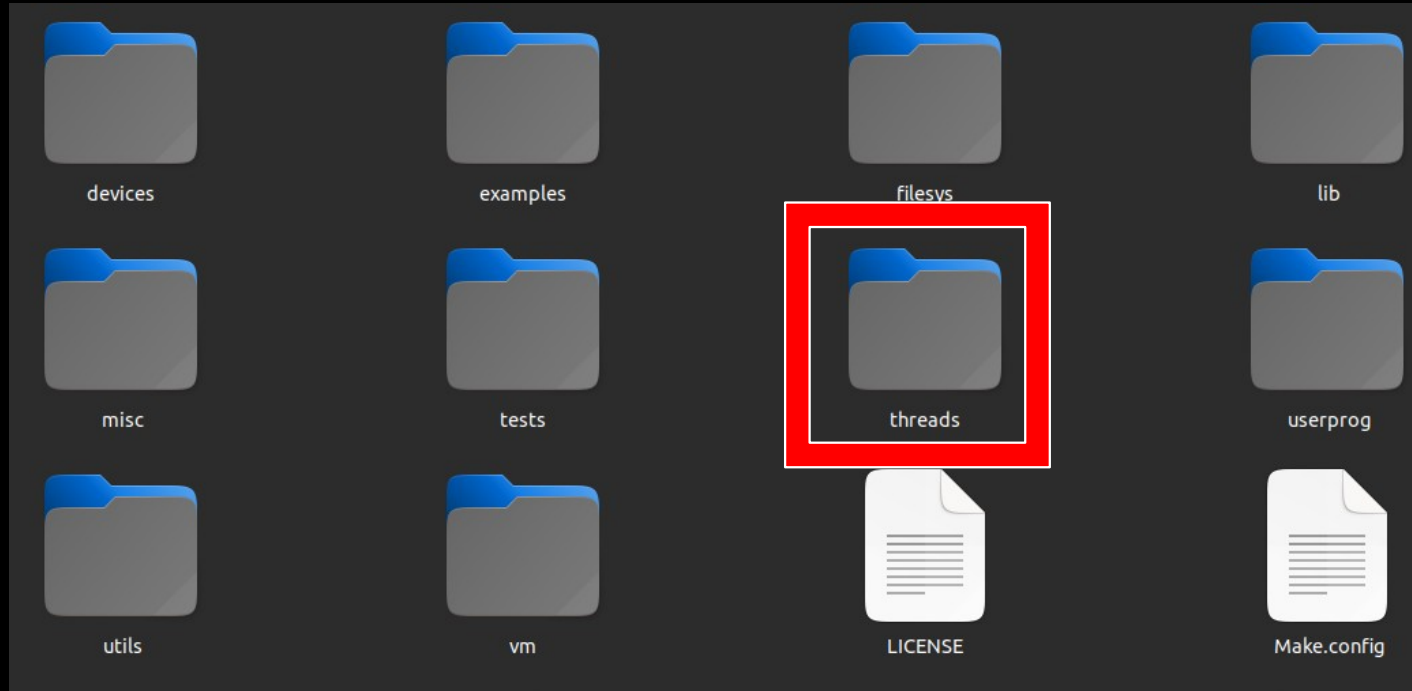 devices examples filesys lib
misc tests threads userprog
utils vm LICENSE Make.config